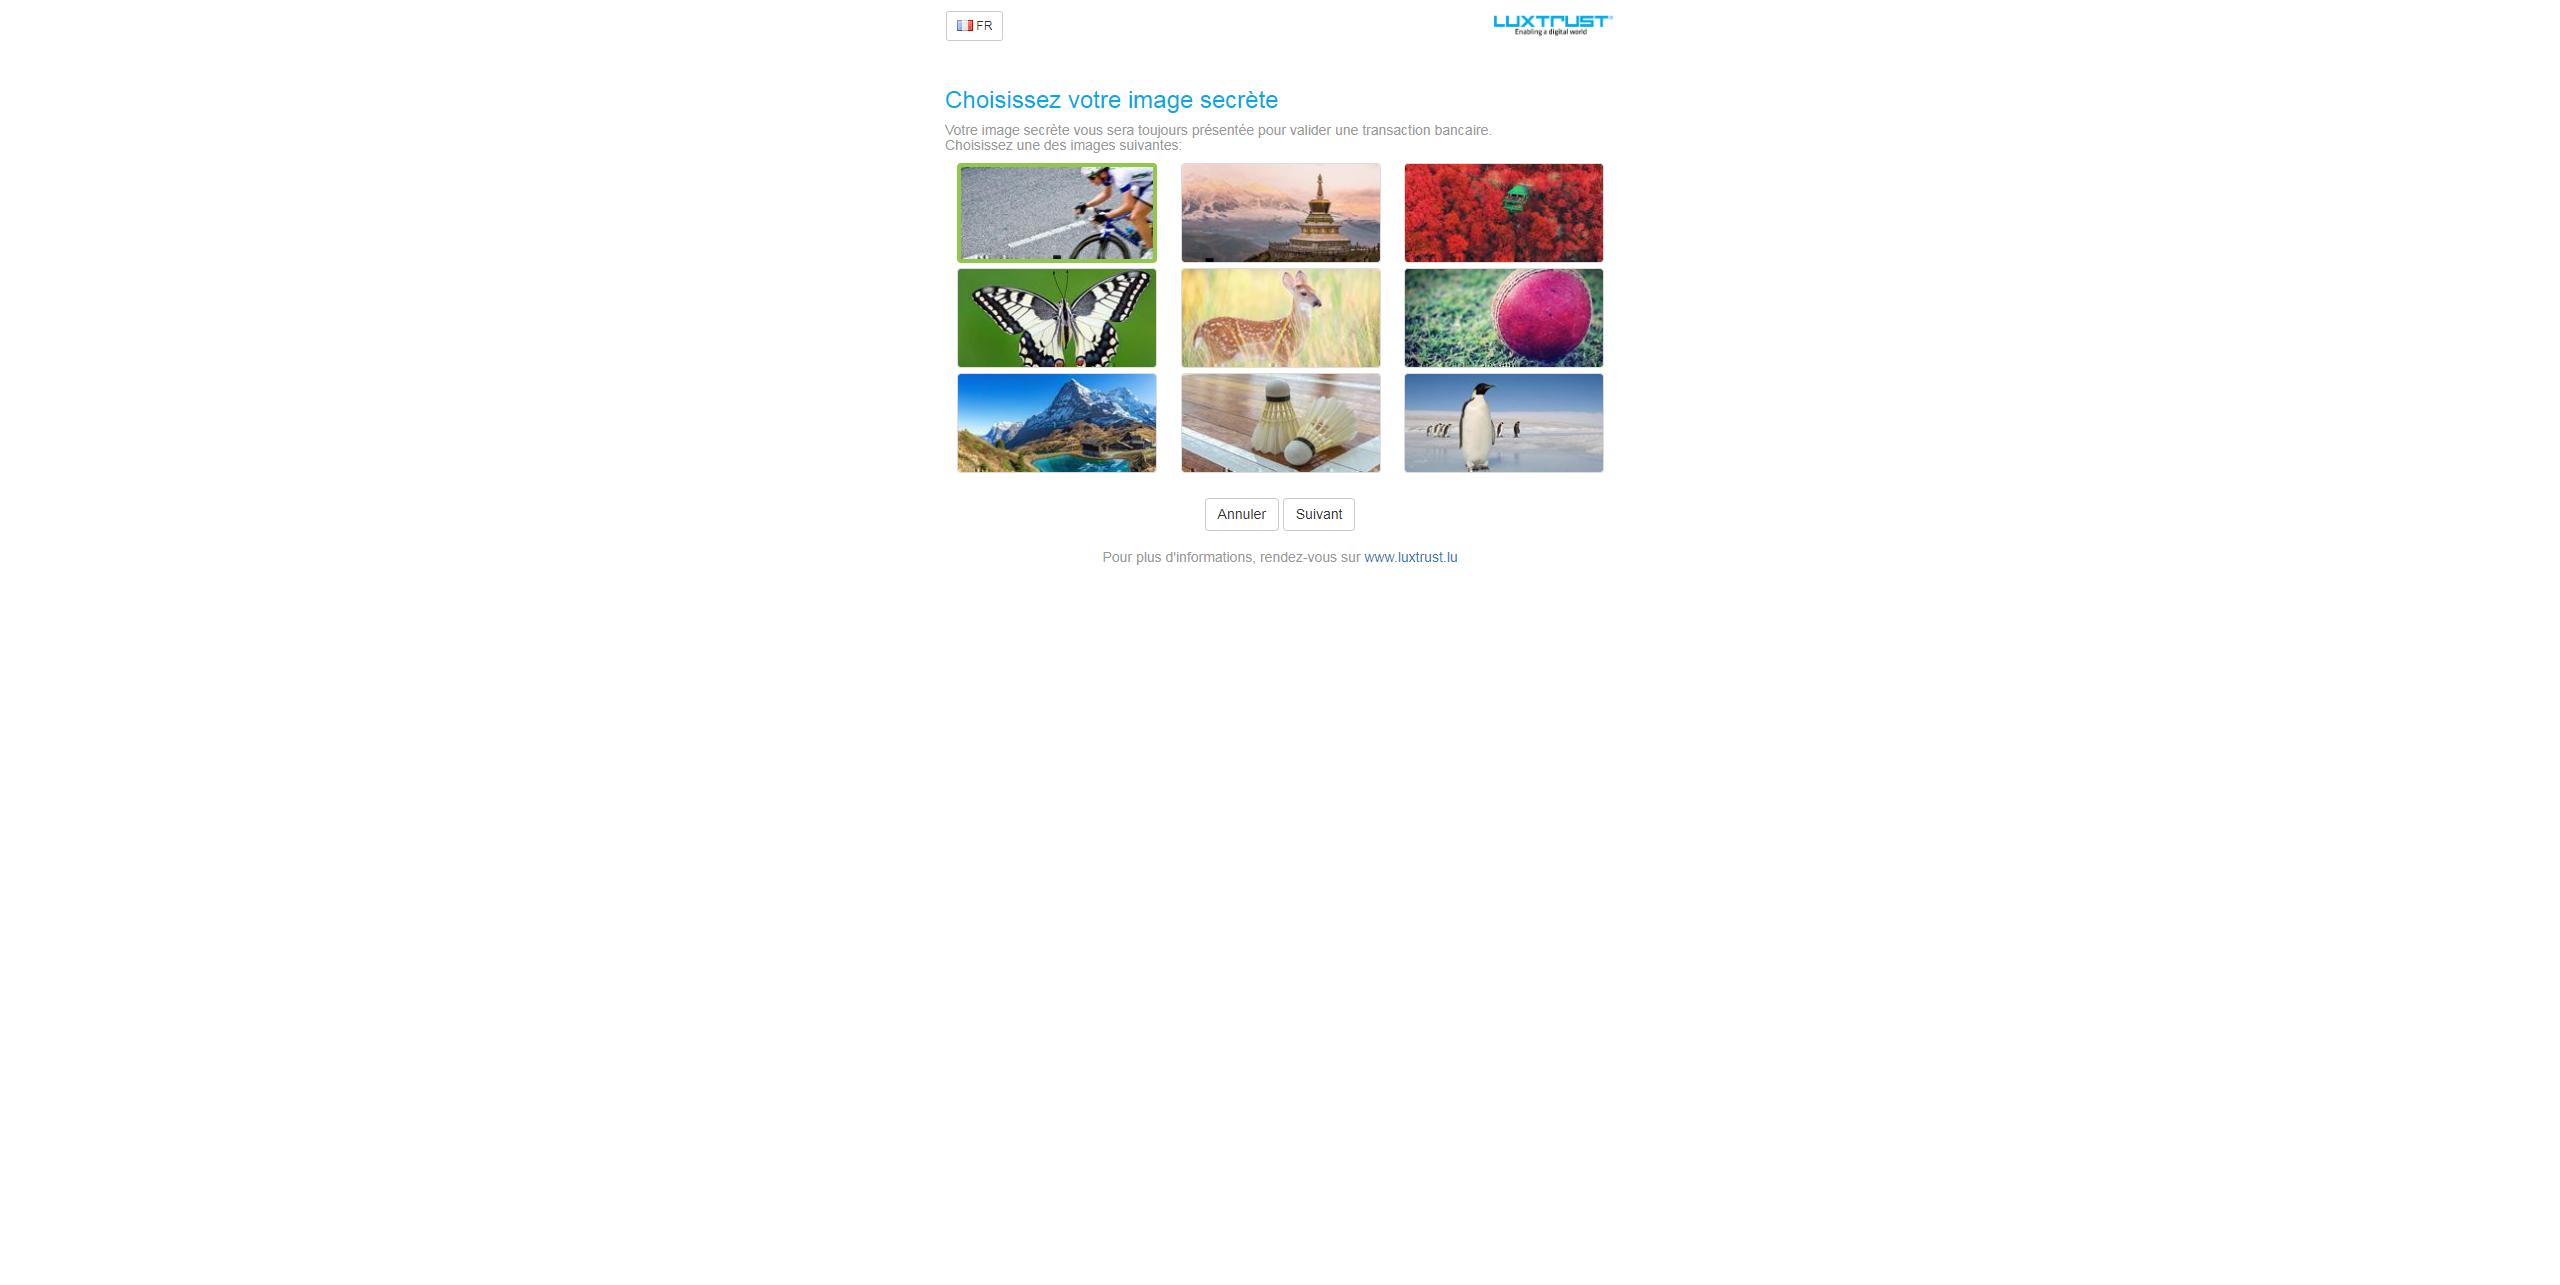 FR
LUXTRUST
Enabling a digital world
Choisissez votre image secrète
Votre image secrète vous sera toujours présentée pour valider une transaction bancaire.
Choisissez une des images suivantes:
Annuler Suivant
Pour plus d'informations, rendez-vous sur www.luxtrust.lu